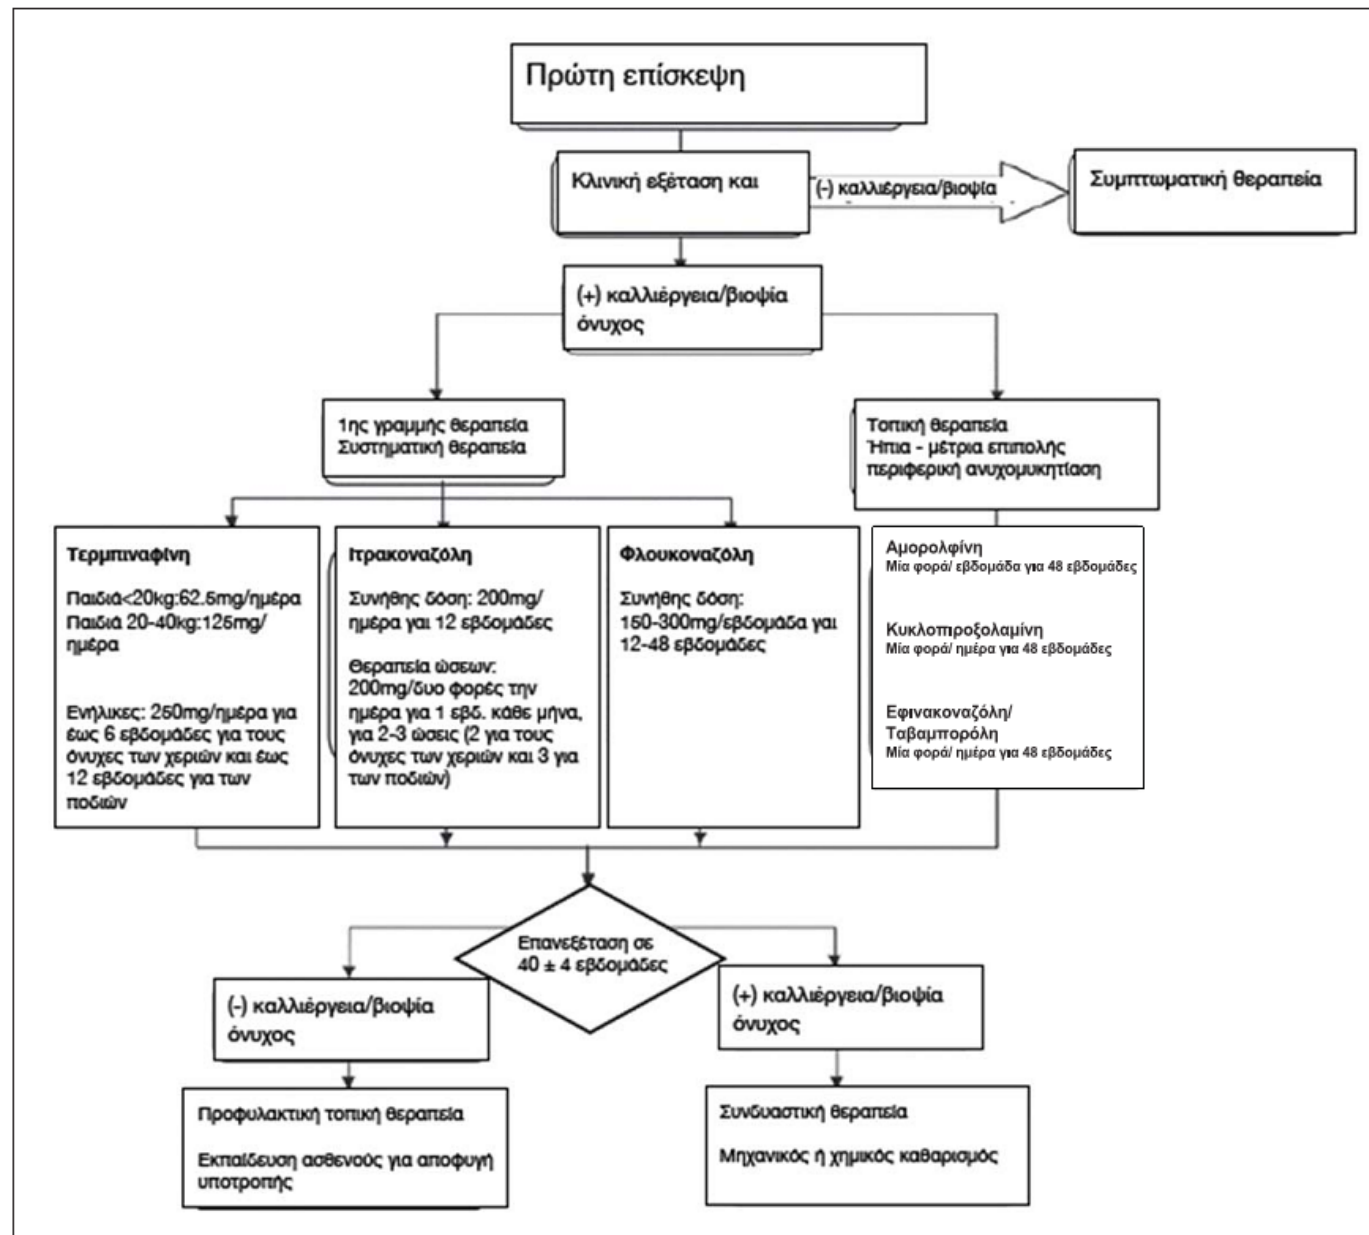 Πρώτη επίσκεψη
Κλινική εξέταση και
(-) καλλιέργεια/βιοψία
Συμπτωματική θεραπεία
(+) καλλιέργεια/βιοψία
όνυχος
1ης γραμμής θεραπεία
Συστηματική θεραπεία
Τοπική θεραπεία
Ήπια - μέτρια επιπολής
περιφερική ανυχομυκητίαση
Τερμπιναφίνη
Παιδιά<20kg:62.5mg/ημέρα
Παιδιά 20-40kg:125mg/
ημέρα
Ενήλικες: 250mg/ημέρα για
έως 6 εβδομάδες για τους
όνυχες των χεριών και έως
12 εβδομάδες για των
ποδιών
Ιτρακοναζόλη
Συνήθης δόση: 200mg/
ημέρα γαι 12 εβδομάδες
Θεραπεία ώσεων:
200mg/δυο φορές την
ημέρα για 1 εβδ. κάθε μήνα,
για 2-3 ώσεις (2 για τους
όνυχες των χεριών και 3 για
των ποδιών)
Φλουκοναζόλη
Συνήθης δόση:
150-300mg/εβδομάδα γαι
12-48 εβδομάδες
Αμορολφίνη
Μία φορά/ εβδομάδα για 48 εβδομάδες
Κυκλοπιροξολαμίνη
Μία φορά/ ημέρα για 48 εβδομάδες
Εφινακοναζόλη/
Ταβαμπορόλη
Μία φορά/ ημέρα για 48 εβδομάδες
Επανεξέταση σε
40 ± 4 εβδομάδες
(-) καλλιέργεια/βιοψία
όνυχος
(+) καλλιέργεια/βιοψία
όνυχος
Προφυλακτική τοπική θεραπεία
Εκπαίδευση ασθενούς για αποφυγή
υποτροπής
Συνδυαστική θεραπεία
Μηχανικός ή χημικός καθαρισμός